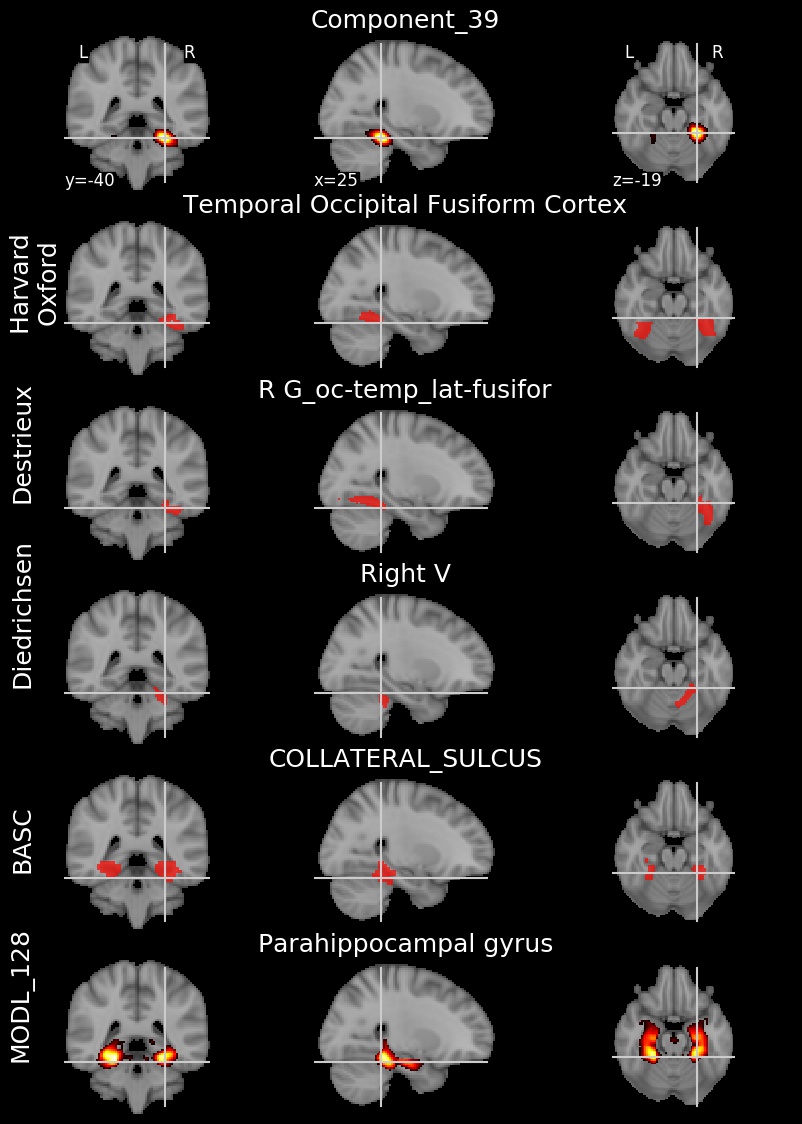 Component_39
L
R
L
R
y=-40
x=25
z=-19
Temporal Occipital Fusiform Cortex
Harvard
Oxford
R G_oc-temp_lat-fusifor
Destrieux
Right V
Diedrichsen
COLLATERAL_SULCUS
BASC
Parahippocampal gyrus
MODL_128